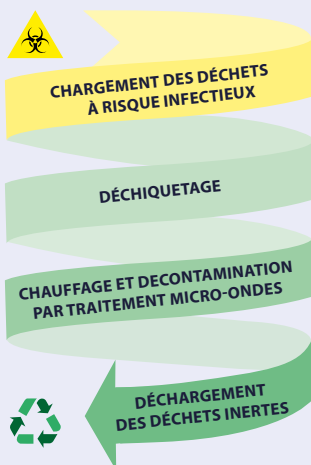 CHARGEMENT DES DÉCHETS
À RISQUE INFECTIEUX
DÉCHIQUETAGE
CHAUFFAGE ET DECONTAMINATION
PAR TRAITEMENT MICRO-ONDES
DÉCHARGEMENT
DES DÉCHETS INERTES